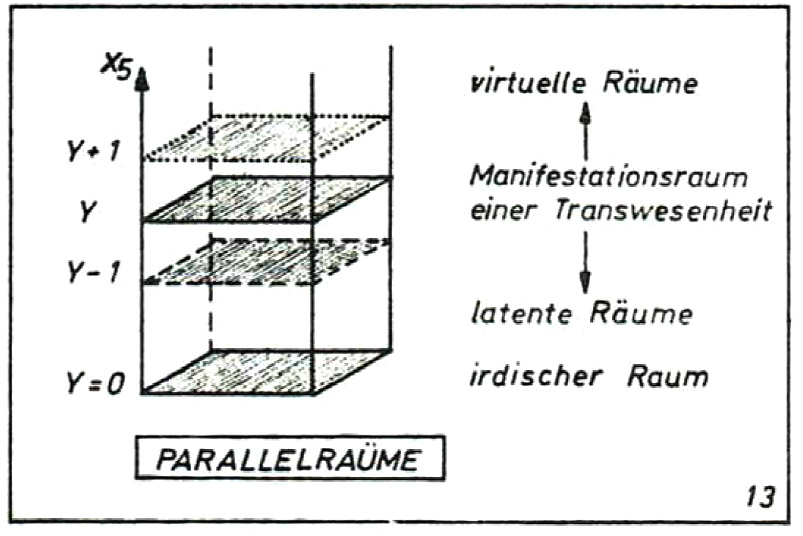 X5
Y+1
Y
Y-1
Y=0
virtuelle Räume
Manifestationsraum
einer Transwesenheit
latente Räume
irdischer Raum
PARALLELRAÜME
13